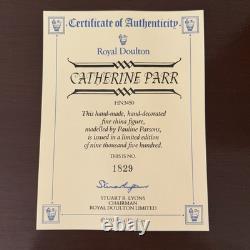 Certificate of Authenticity
Royal Doulton
CATHERINE PARR
HN3450
This hand-made, hand-decorated
fine china figure,
modelled by Pauline Parsons,
is issued in a limited edition
of nine thousand five hundred.
THIS IS NO.
1829
STUART R. LYONS
CHAIRMAN
ROYAL DOULTON LIMITED